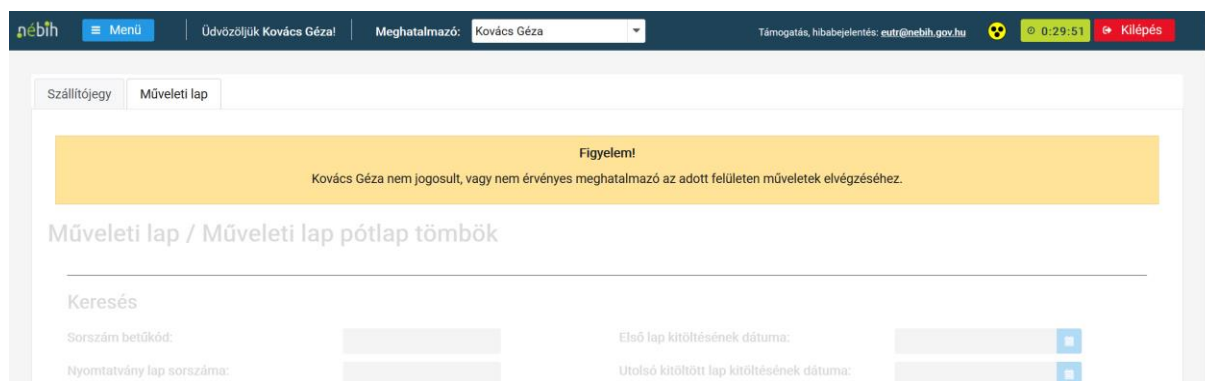 nébih Menü Üdvözöljük Kovács Géza! Meghatalmazó: Kovács Géza Támogatás, hibabejelentés: eutr@nebih.gov.hu 0:29:51 Kilépés
Szállítójegy Műveleti lap
Figyelem!
Kovács Géza nem jogosult, vagy nem érvényes meghatalmazó az adott felületen műveletek elvégzéséhez.
Műveleti lap / Műveleti lap pótlap tömbök
Keresés
Sorszám betűkód: Első lap kitöltésének dátuma:
Nyomtatvány lap sorszáma: Utolsó kitöltött lap kitöltésének dátuma: